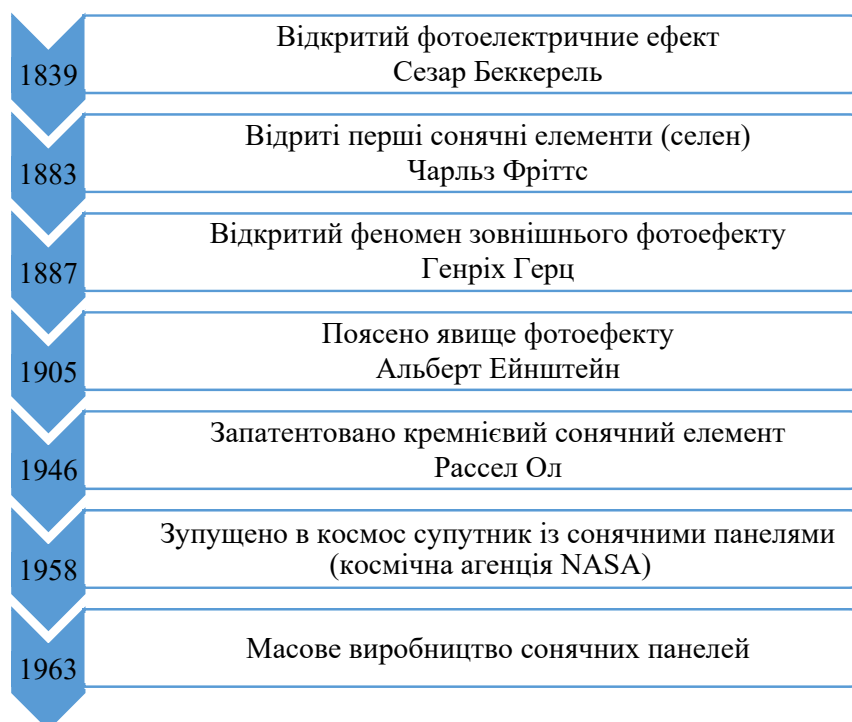 1839
Відкритий фотоелектричние ефект
Сезар Беккерель
1883
Відриті перші сонячні елементи (селен)
Чарльз Фріттс
1887
Відкритий феномен зовнішнього фотоефекту
Генріх Герц
1905
Поясено явище фотоефекту
Альберт Ейнштейн
1946
Запатентовано кремнієвий сонячний елемент
Рассел Ол
1958
Зупущено в космос супутник із сонячними панелями
(космічна агенція NASA)
1963
Масове виробництво сонячних панелей